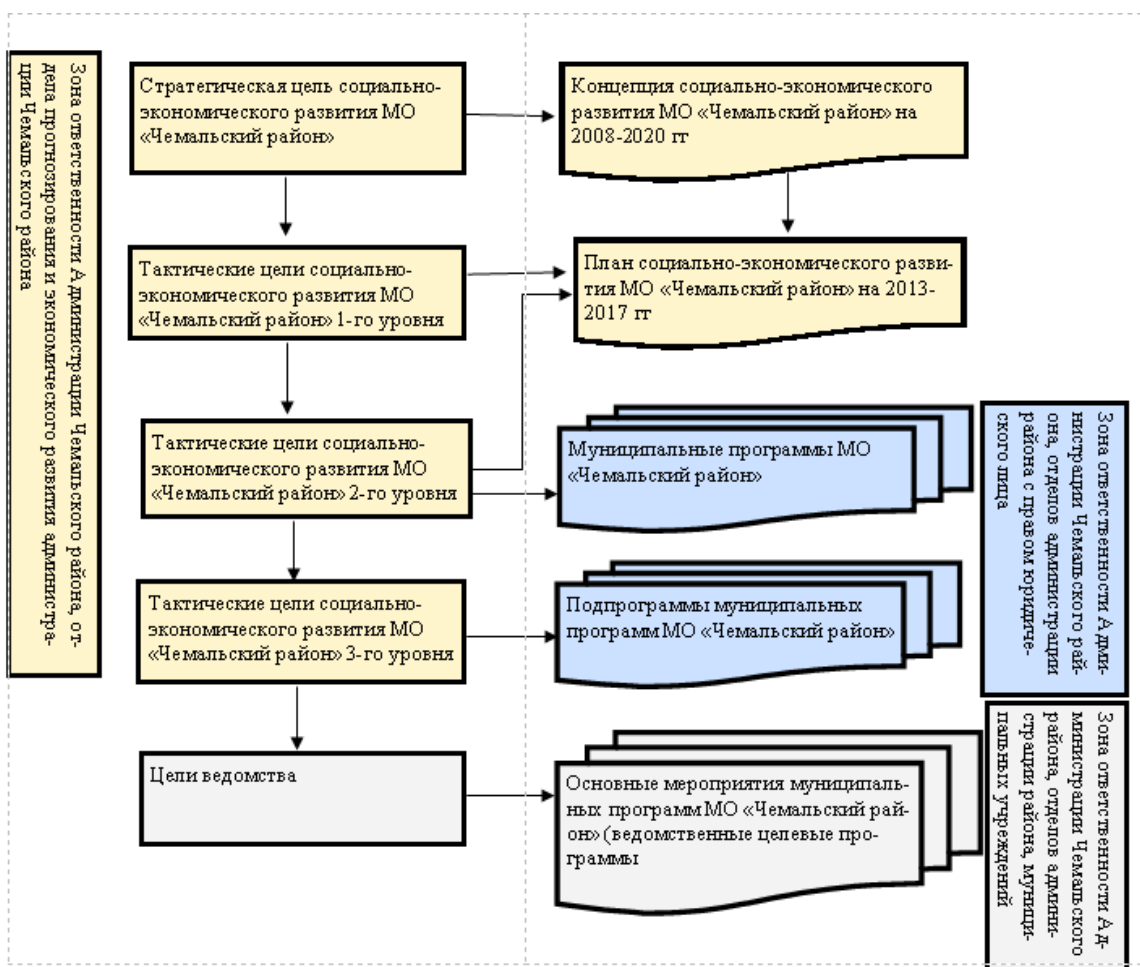 Зона ответственности Администрации Чемальского района, от-
дела прогнозирования и экономического развития администра-
ции Чемальского района
Стратегическая цель социально-
экономического развития МО
«Чемальский район»
Концепция социально-экономического
развития МО «Чемальский район» на
2008-2020 гг
Тактические цели социально-
экономического развития МО
«Чемальский район» 1-го уровня
План социально-экономического разви-
тия МО «Чемальский район» на 2013-
2017 гг
Тактические цели социально-
экономического развития МО
«Чемальский район» 2-го уровня
Муниципальные программы МО
«Чемальский район»
Зона ответственности Адми-
нистрации Чемальского рай-
она, отделов администрации
района с правом юридиче-
ского лица
Тактические цели социально-
экономического развития МО
«Чемальский район» 3-го уровня
Подпрограммы муниципальных
программ МО «Чемальский район»
Цели ведомства
Основные мероприятия муниципаль-
ных программ МО «Чемальский рай-
он» (ведомственные целевые про-
граммы
Зона ответственности Ад-
министрации Чемальского
района, отделов админи-
страции района, муници-
пальных учреждений